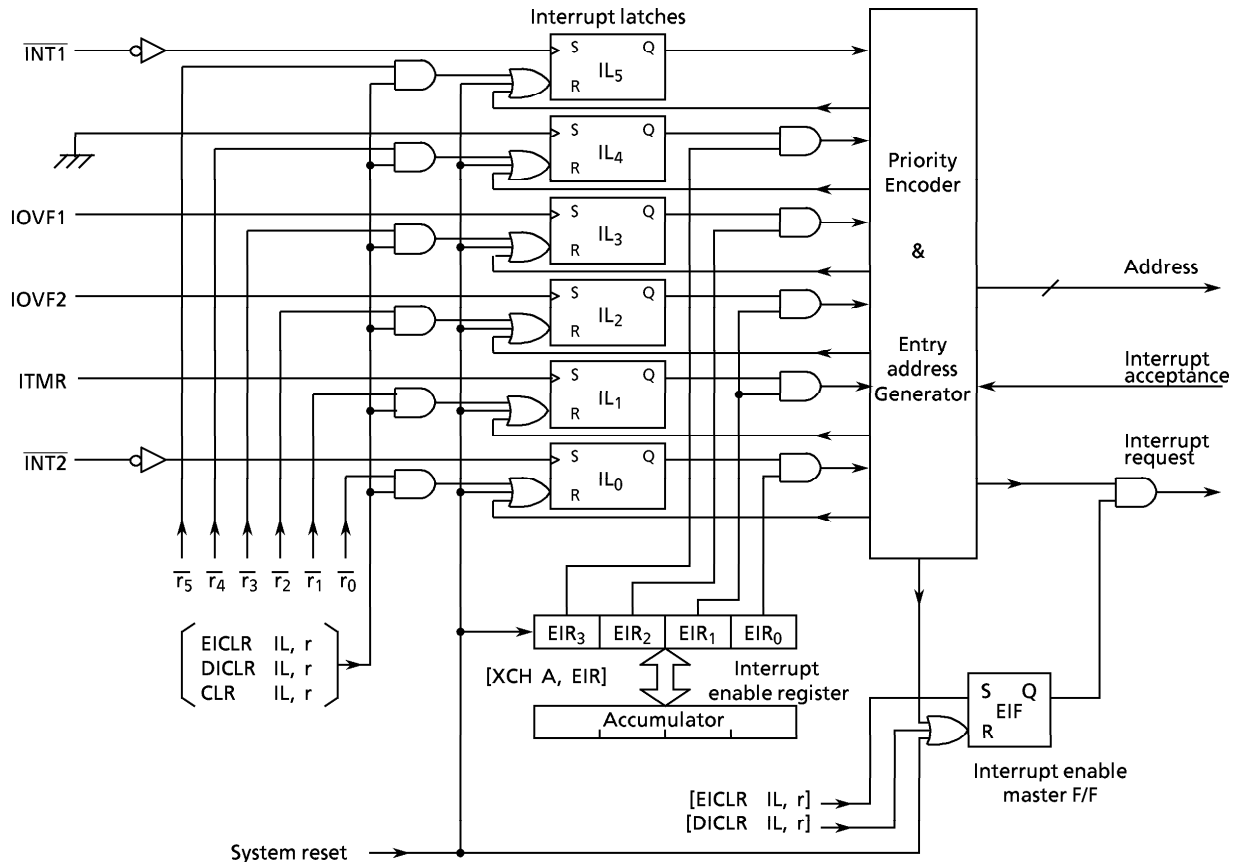 Interrupt latches
INT1
S Q
IL5
R
S Q
IL4
R
Priority
Encoder
IOVF1
S Q
IL3
R
&
Address
IOVF2
S Q
IL2
R
Entry
address
Generator
Interrupt
acceptance
ITMR
S Q
IL1
R
INT2
S Q
IL0
R
Interrupt
request
r5 r4 r3 r2 r1 r0
EICLR IL, r
DICLR IL, r
CLR IL, r
EIR3 EIR2 EIR1 EIR0
[XCH A, EIR]
Interrupt
enable register
Accumulator
S Q
EIF
R
Interrupt enable
master F/F
[EICLR IL, r]
[DICLR IL, r]
System reset